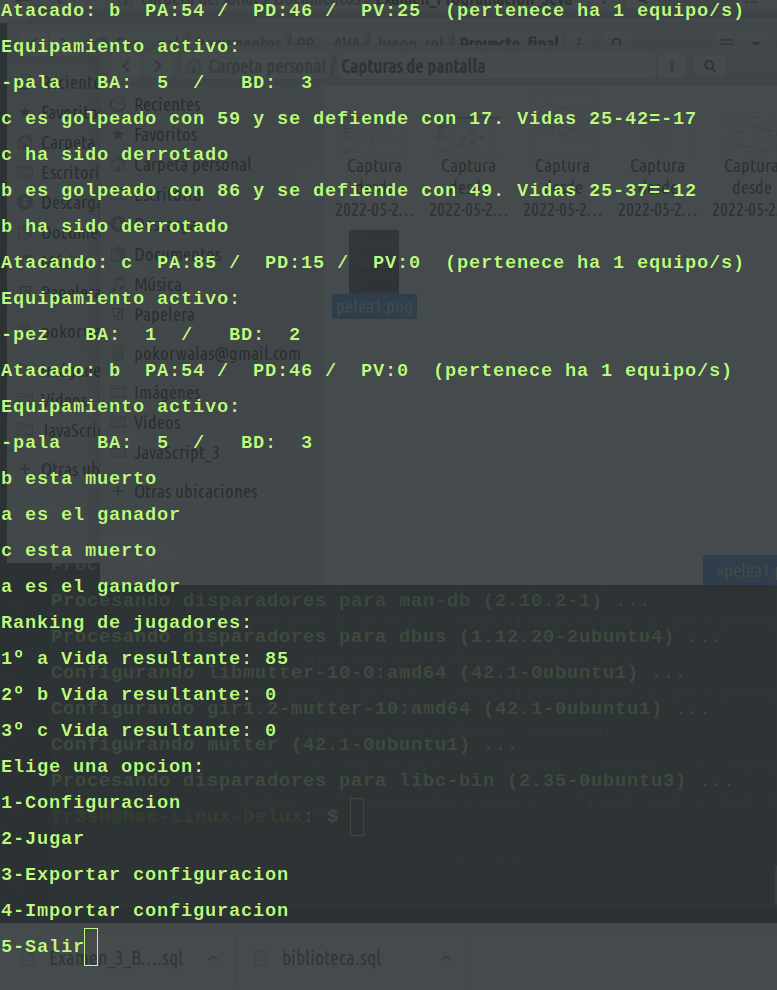 Atacado: b  PA:54 /  PD:46 /  PV:25  (pertenece ha 1 equipo/s)
Equipamiento activo:
-pala   BA:  5  /   BD:  3
c es golpeado con 59 y se defiende con 17. Vidas 25-42=-17
c ha sido derrotado
b es golpeado con 86 y se defiende con 49. Vidas 25-37=-12
b ha sido derrotado
Atacando: c  PA:85 /  PD:15 /  PV:0  (pertenece ha 1 equipo/s)
Equipamiento activo:
-pez   BA:  1  /   BD:  2
Atacado: b  PA:54 /  PD:46 /  PV:0  (pertenece ha 1 equipo/s)
Equipamiento activo:
-pala   BA:  5  /   BD:  3
b esta muerto
a es el ganador
c esta muerto
a es el ganador
Ranking de jugadores:
1º a Vida resultante: 85
2º b Vida resultante: 0
3º c Vida resultante: 0
Elige una opcion:
1-Configuracion
2-Jugar
3-Exportar configuracion
4-Importar configuracion
5-Salir
Carpeta personal / Capturas de pantalla
Recientes
Favoritos
Carpeta personal
Escritorio
Documentos
Música
Papelera
pokorwalas@gmail.com
Imágenes
Vídeos
JavaScript_3
+ Otras ubicaciones
Captura
Captura
Captura
Captura
Captura
desde
2022-05-2...
2022-05-2...
2022-05-2...
2022-05-2...
2022-05-2...
pelea1.png
Procesando disparadores para man-db (2.10.2-1) ...
Procesando disparadores para dbus (1.12.20-2ubuntu4) ...
Configurando libmutter-10-0:amd64 (42.1-0ubuntu1) ...
Configurando gir1.2-mutter-10:amd64 (42.1-0ubuntu1) ...
Configurando mutter (42.1-0ubuntu1) ...
Procesando disparadores para libc-bin (2.35-0ubuntu3) ...
fr3sh@Mac-Linux-Delux:~$
Examen_3_B....sql
biblioteca.sql